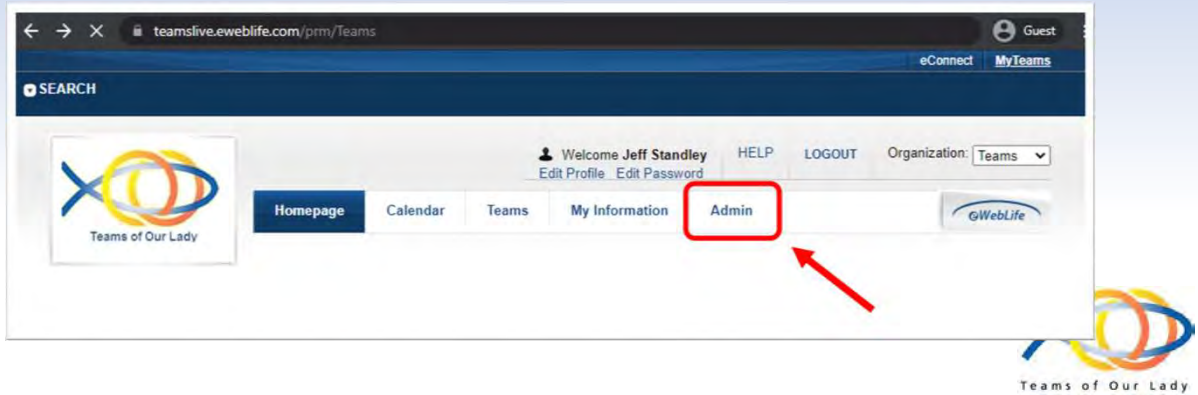 teamslive.eweblife.com/prm/Teams
Guest
eConnect MyTeams
SEARCH
Welcome Jeff Standley HELP LOGOUT Organization: Teams
Edit Profile Edit Password
Homepage Calendar Teams My Information Admin
eWebLife
Teams of Our Lady
Teams of Our Lady